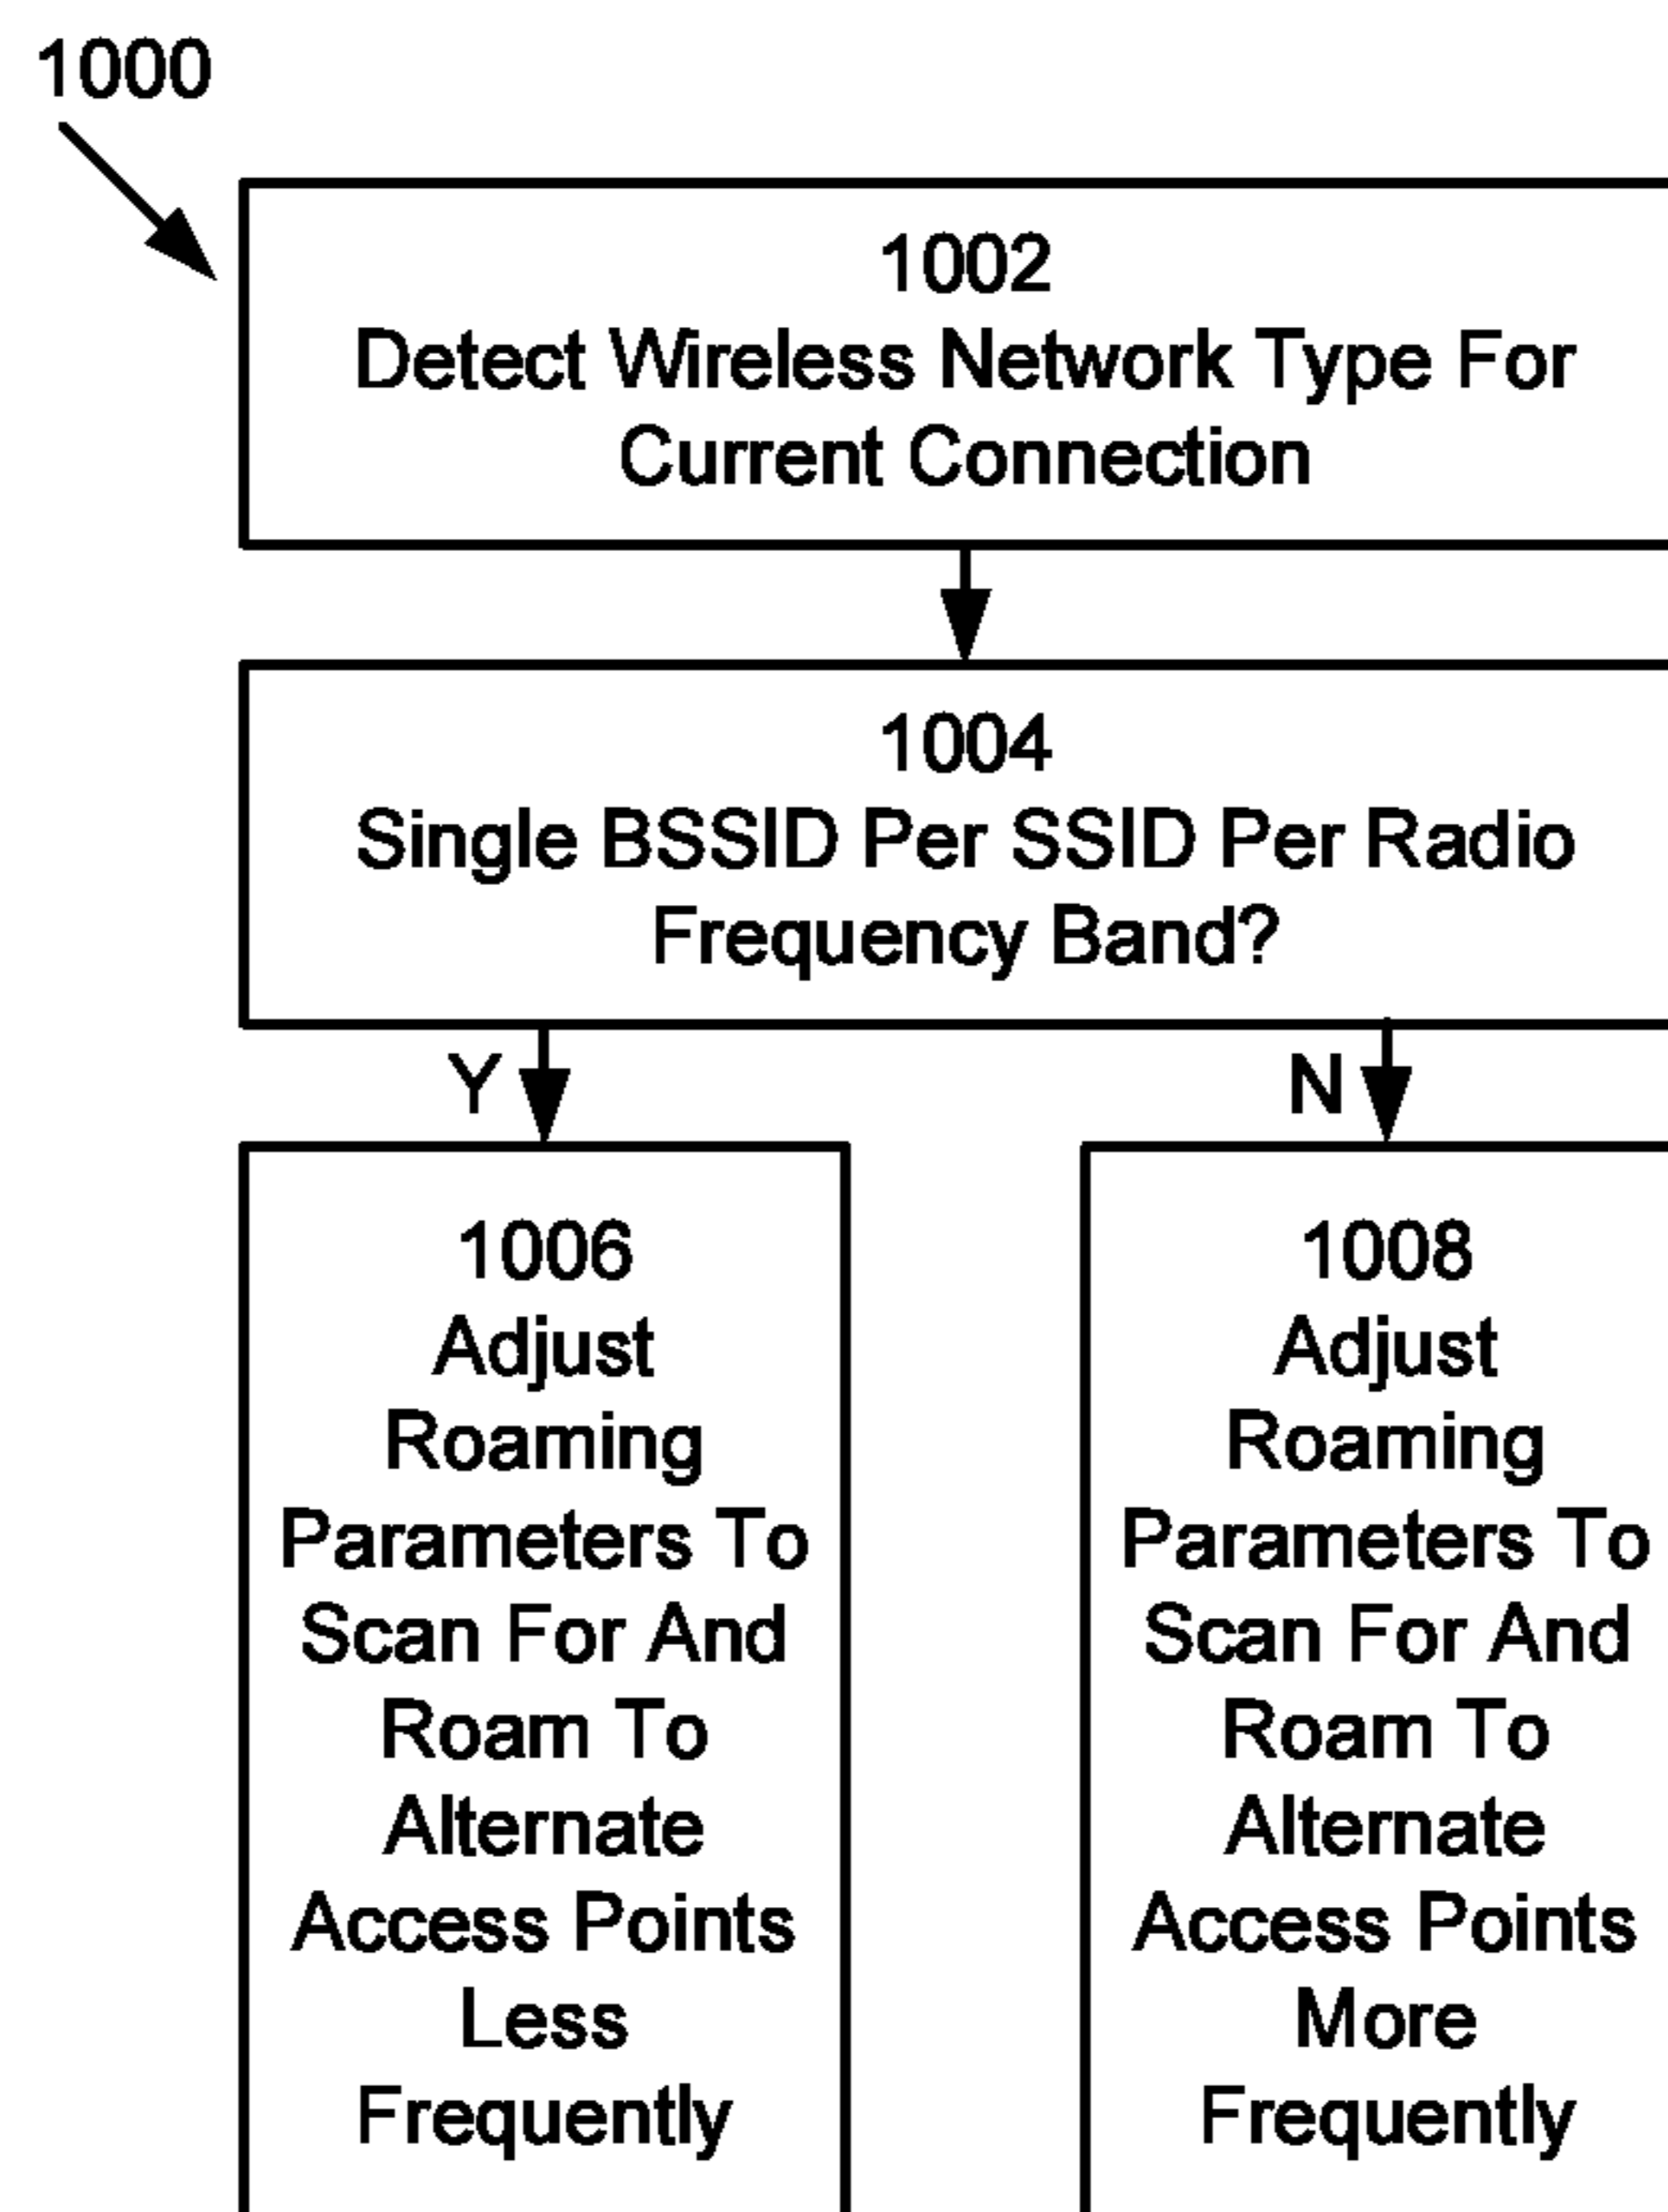 1000
1002
Detect Wireless Network Type For
Current Connection
1004
Single BSSID Per SSID Per Radio
Frequency Band?
Y
N
1006
Adjust
Roaming
Parameters To
Scan For And
Roam To
Alternate
Access Points
Less
Frequently
1008
Adjust
Roaming
Parameters To
Scan For And
Roam To
Alternate
Access Points
More
Frequently